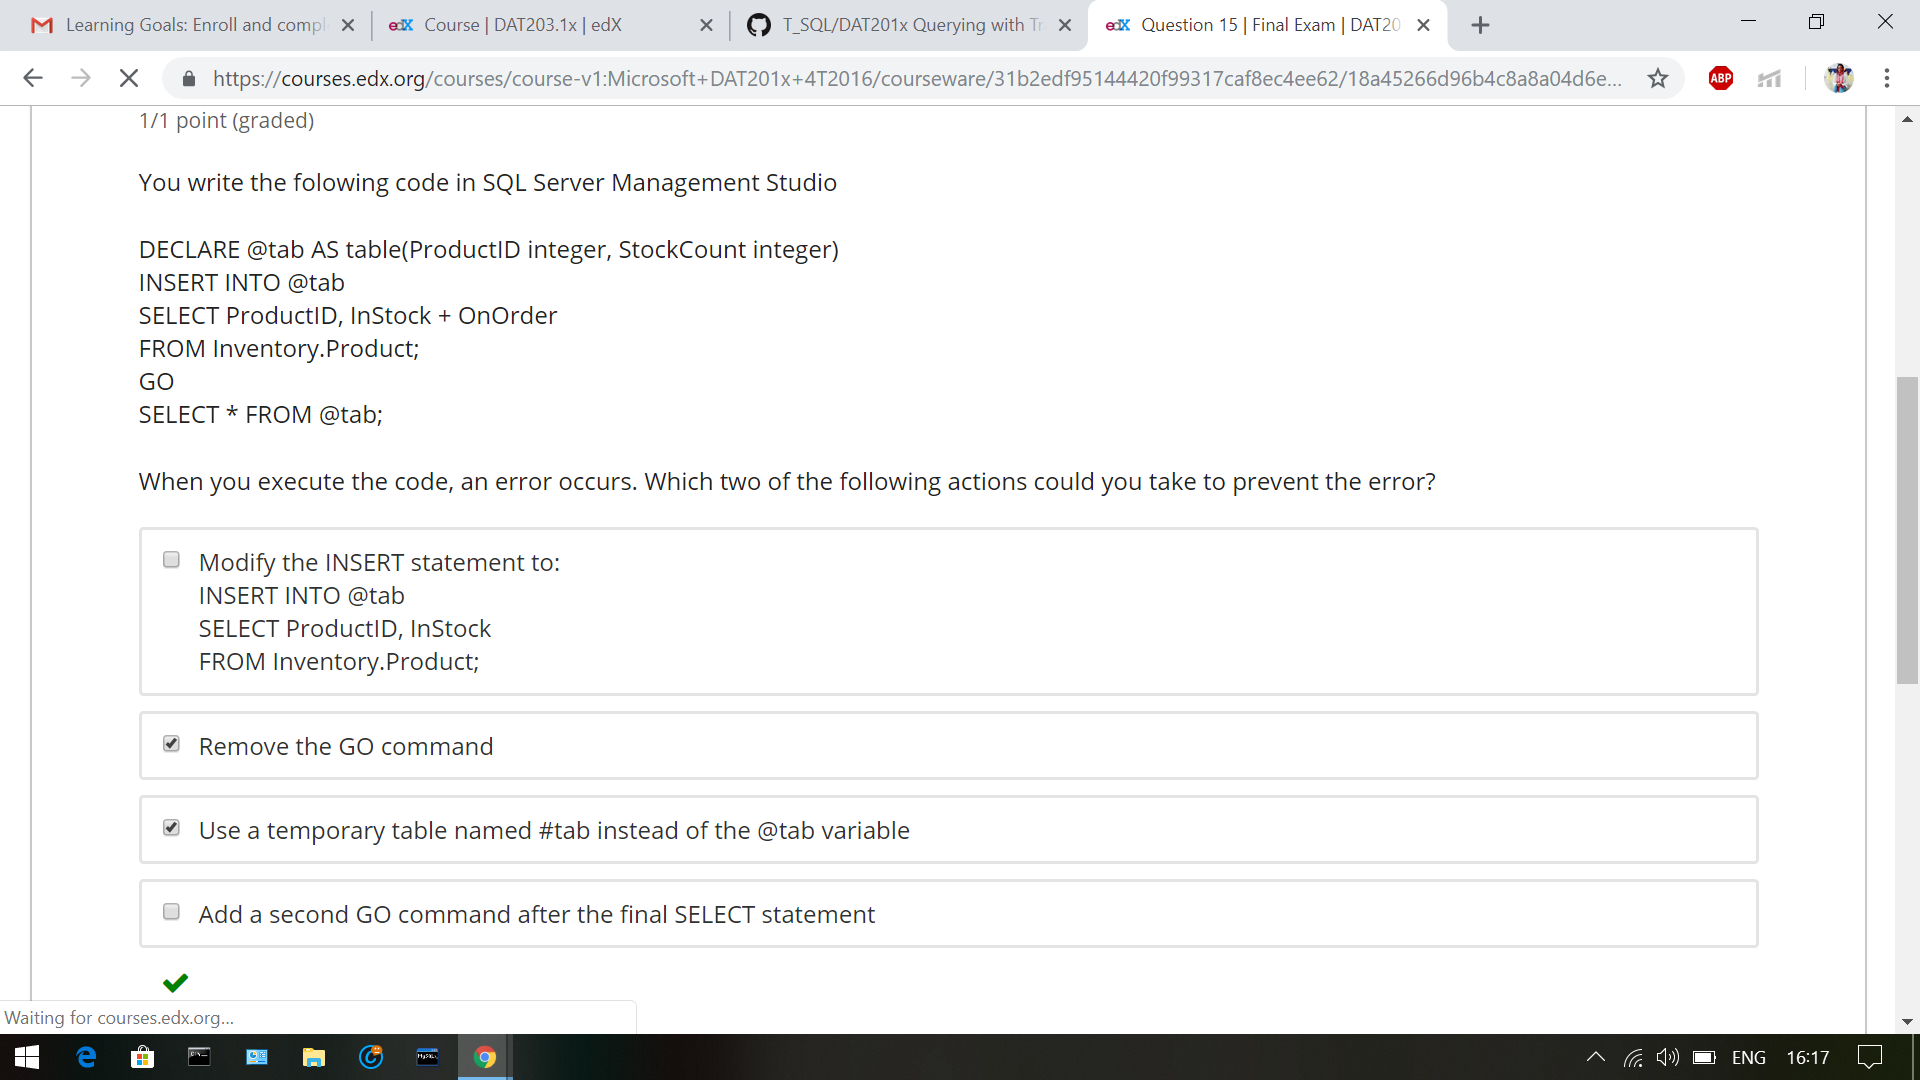 Learning Goals: Enroll and compl
edX Course | DAT203.1x | edX
T_SQL/DAT201x Querying with Tr
edX Question 15 | Final Exam | DAT20
https://courses.edx.org/courses/course-v1:Microsoft+DAT201x+4T2016/courseware/31b2edf95144420f99317caf8ec4ee62/18a45266d96b4c8a8a04d6e...
ABP
1/1 point (graded)
You write the folowing code in SQL Server Management Studio
DECLARE @tab AS table(ProductID integer, StockCount integer)
INSERT INTO @tab
SELECT ProductID, InStock + OnOrder
FROM Inventory.Product;
GO
SELECT * FROM @tab;
When you execute the code, an error occurs. Which two of the following actions could you take to prevent the error?
Modify the INSERT statement to:
INSERT INTO @tab
SELECT ProductID, InStock
FROM Inventory.Product;
Remove the GO command
Use a temporary table named #tab instead of the @tab variable
Add a second GO command after the final SELECT statement
Waiting for courses.edx.org...
ENG
16:17